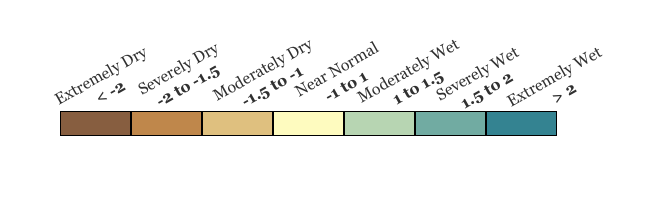 Extremely Dry
< -2
Severely Dry
-2 to -1.5
Moderately Dry
-1.5 to -1
Near Normal
-1 to 1
Moderately Wet
1 to 1.5
Severely Wet
1.5 to 2
Extremely Wet
> 2